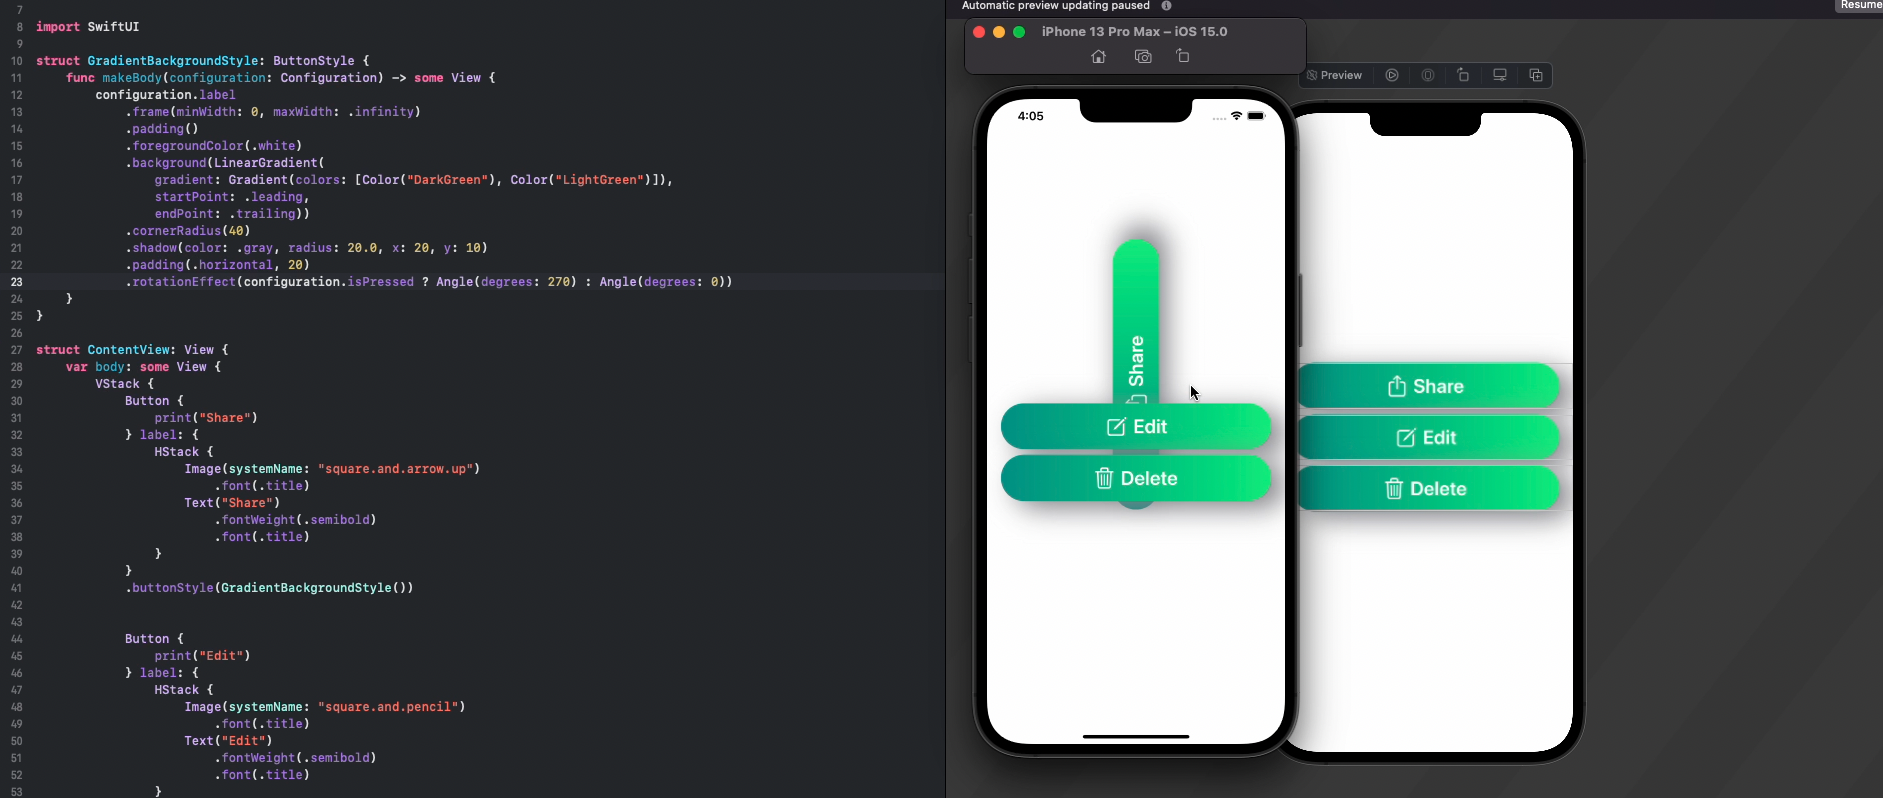 7
8 import SwiftUI
9
10 struct GradientBackgroundStyle: ButtonStyle {
11 func makeBody(configuration: Configuration) -> some View {
12 configuration.label
13 .frame(minWidth: 0, maxWidth: .infinity)
14 .padding()
15 .foregroundColor(.white)
16 .background(LinearGradient(
17 gradient: Gradient(colors: [Color("DarkGreen"), Color("LightGreen")]),
18 startPoint: .leading,
19 endPoint: .trailing))
20 .cornerRadius(40)
21 .shadow(color: .gray, radius: 20.0, x: 20, y: 10)
22 .padding(.horizontal, 20)
23 .rotationEffect(configuration.isPressed ? Angle(degrees: 270) : Angle(degrees: 0))
24 }
25 }
26
27 struct ContentView: View {
28 var body: some View {
29 VStack {
30 Button {
31 print("Share")
32 } label: {
33 HStack {
34 Image(systemName: "square.and.arrow.up")
35 .font(.title)
36 Text("Share")
37 .fontWeight(.semibold)
38 .font(.title)
39 }
40 }
41 .buttonStyle(GradientBackgroundStyle())
42
43
44 Button {
45 print("Edit")
46 } label: {
47 HStack {
48 Image(systemName: "square.and.pencil")
49 .font(.title)
50 Text("Edit")
51 .fontWeight(.semibold)
52 .font(.title)
53 }
Automatic preview updating paused
Resume
iPhone 13 Pro Max – iOS 15.0
Preview
4:05
Share
Edit
Delete
Share
Edit
Delete